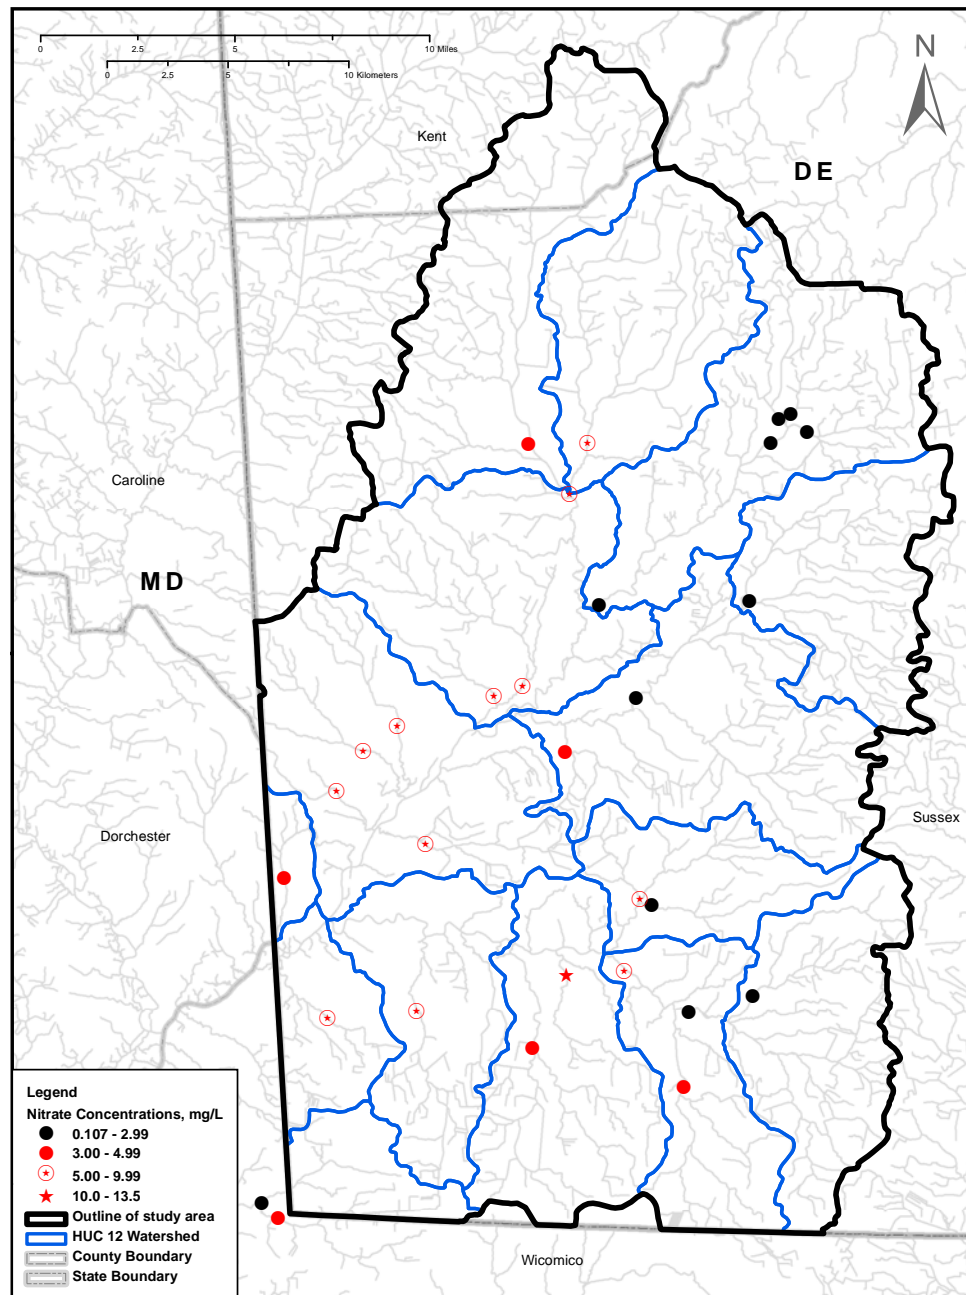 0 2.5 5 10 Miles
0 2.5 5 10 Kilometers
N
Kent
DE
Caroline
MD
Sussex
Dorchester
Legend
Nitrate Concentrations, mg/L
0.107 - 2.99
3.00 - 4.99
5.00 - 9.99
10.0 - 13.5
Outline of study area
HUC 12 Watershed
County Boundary
State Boundary
Wicomico